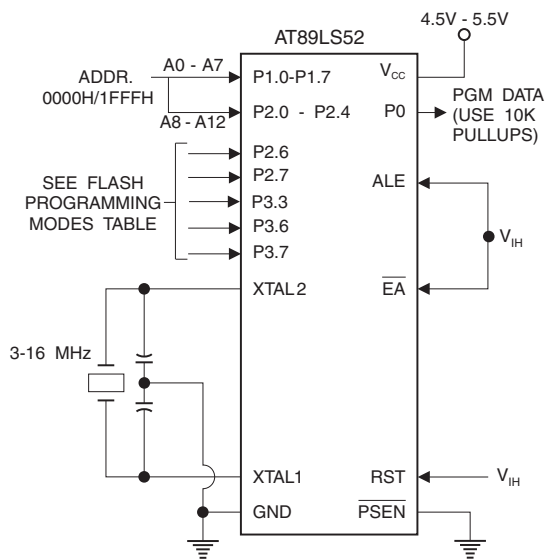 4.5V - 5.5V
AT89LS52
A0 - A7
ADDR.
0000H/1FFFH
P1.0-P1.7
VCC
A8 - A12
P2.0 - P2.4
P0
PGM DATA
(USE 10K
PULLUPS)
P2.6
P2.7
SEE FLASH
PROGRAMMING
MODES TABLE
P3.3
P3.6
P3.7
ALE
VIH
EA
XTAL2
3-16 MHz
XTAL1
RST
VIH
GND
PSEN